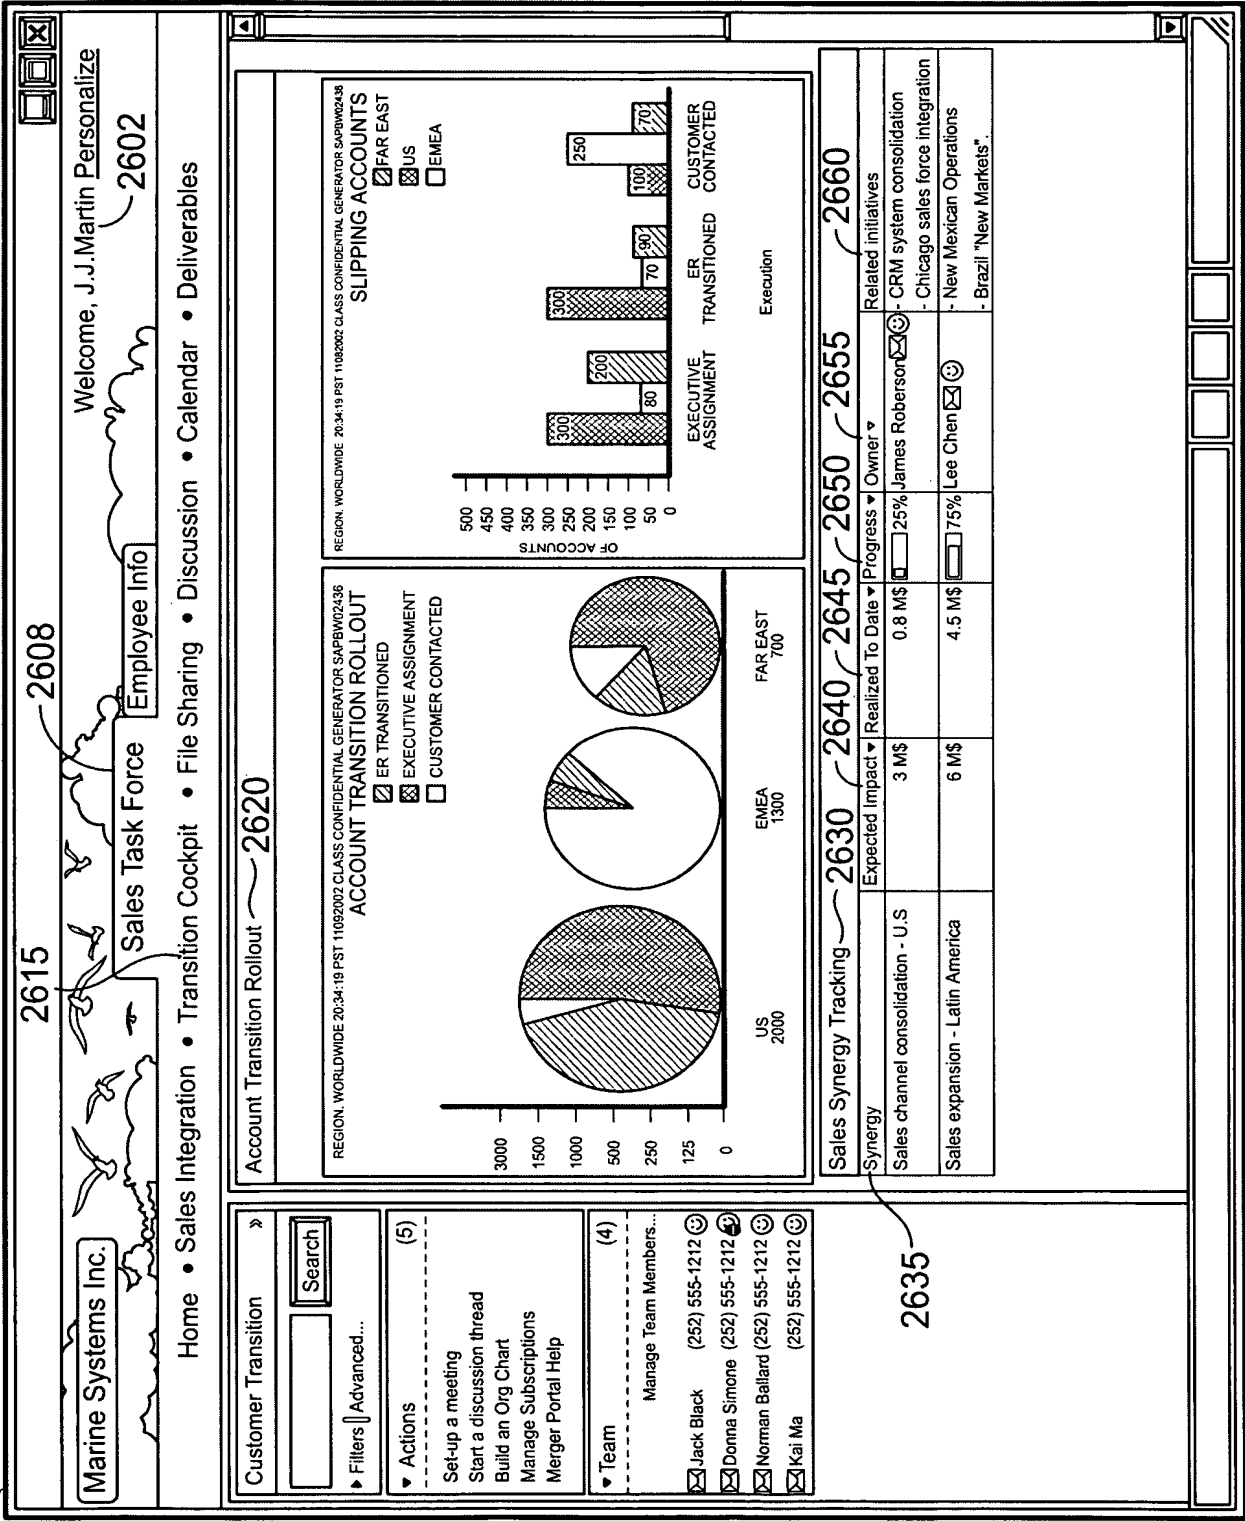 2615
2608
Marine Systems Inc.
Sales Task Force
Employee Info
Welcome, J.J.Martin Personalize
2602
Home • Sales Integration • Transition Cockpit • File Sharing • Discussion • Calendar • Deliverables
Customer Transition »
Search
Filters Advanced...
Actions (5)
Set-up a meeting
Start a discussion thread
Build an Org Chart
Manage Subscriptions
Merger Portal Help
Team (4)
Manage Team Members...
Jack Black (252) 555-1212
Donna Simone (252) 555-1212
Norman Ballard (252) 555-1212
Kai Ma (252) 555-1212
Account Transition Rollout 2620
REGION. WORLDWIDE 20:34:19 PST 11092002 CLASS CONFIDENTIAL GENERATOR SAPBW02436
ACCOUNT TRANSITION ROLLOUT
ER TRANSITIONED
EXECUTIVE ASSIGNMENT
CUSTOMER CONTACTED
3000
1500
1000
500
250
125
0
US
2000
EMEA
1300
FAR EAST
700
REGION. WORLDWIDE 20:34:19 PST 11082002 CLASS CONFIDENTIAL GENERATOR SAPBW02436
SLIPPING ACCOUNTS
FAR EAST
US
EMEA
OF ACCOUNTS
500
450
400
350
300
250
200
150
100
50
0
300
80
200
300
70
90
100
250
70
EXECUTIVE
ASSIGNMENT
ER
TRANSITIONED
CUSTOMER
CONTACTED
Execution
Sales Synergy Tracking 2630 2640 2645 2650 2655 2660
Synergy Expected Impact Realized To Date Progress Owner Related initiatives
Sales channel consolidation - U.S 3 M$ 0.8 M$ 25% James Roberson - CRM system consolidation
- Chicago sales force integration
Sales expansion - Latin America 6 M$ 4.5 M$ 75% Lee Chen - New Mexican Operations
- Brazil "New Markets".
2635